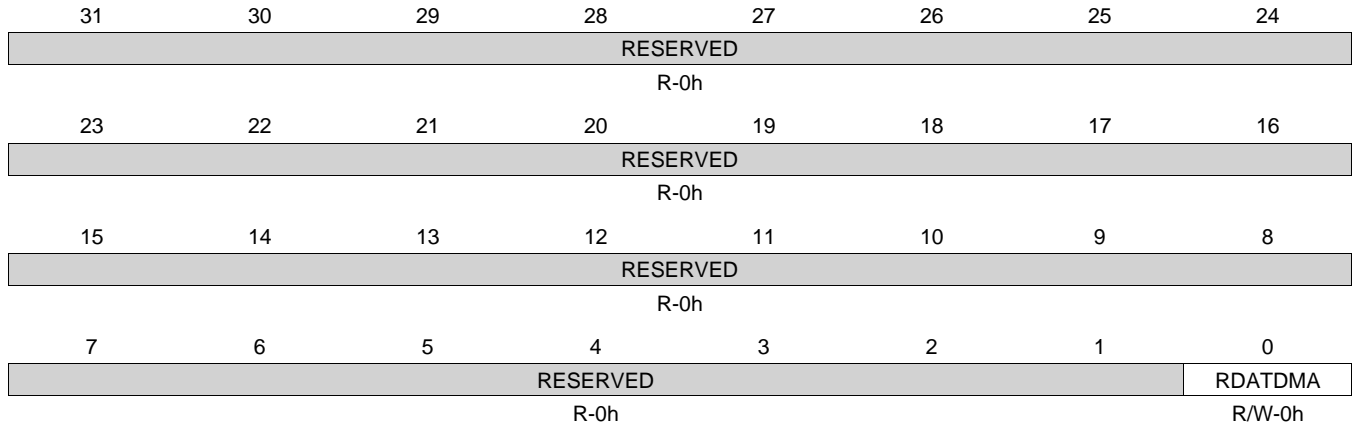 31 30 29 28 27 26 25 24
RESERVED
R-0h
23 22 21 20 19 18 17 16
RESERVED
R-0h
15 14 13 12 11 10 9 8
RESERVED
R-0h
7 6 5 4 3 2 1 0
RESERVED RDATDMA
R-0h R/W-0h